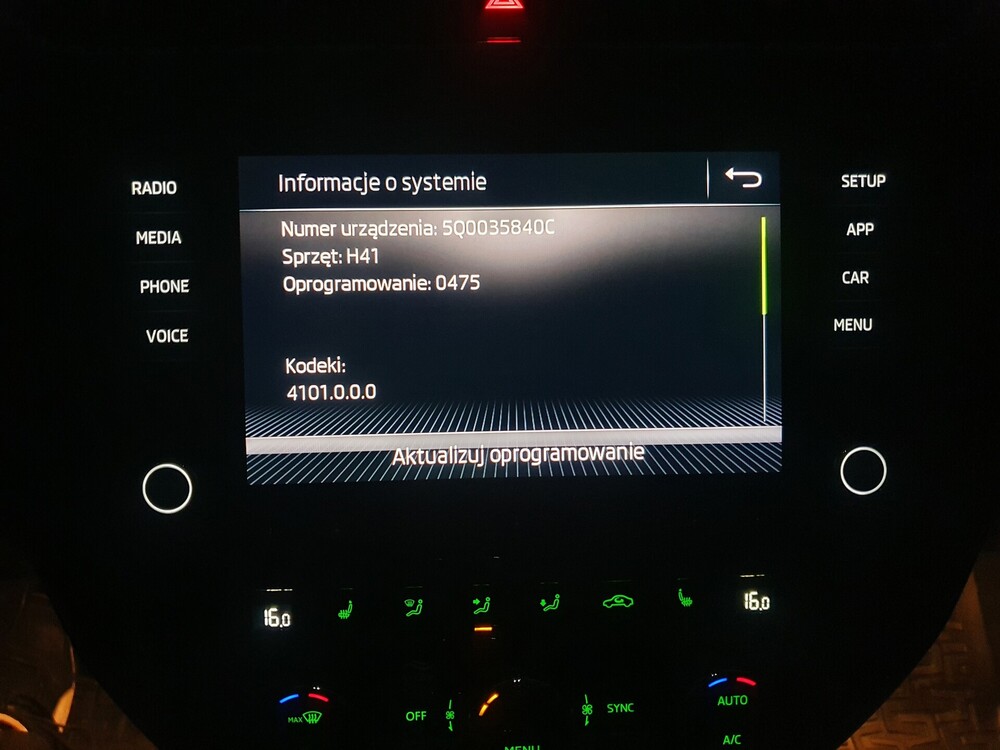 RADIO
MEDIA
PHONE
VOICE
Informacje o systemie
Numer urządzenia: 5Q0035840C
Sprzęt: H41
Oprogramowanie: 0475
Kodeki:
4101.0.0.0
Aktualizuj oprogramowanie
SETUP
APP
CAR
MENU
16.0
16.0
MAX
OFF
SYNC
AUTO
A/C
MENU